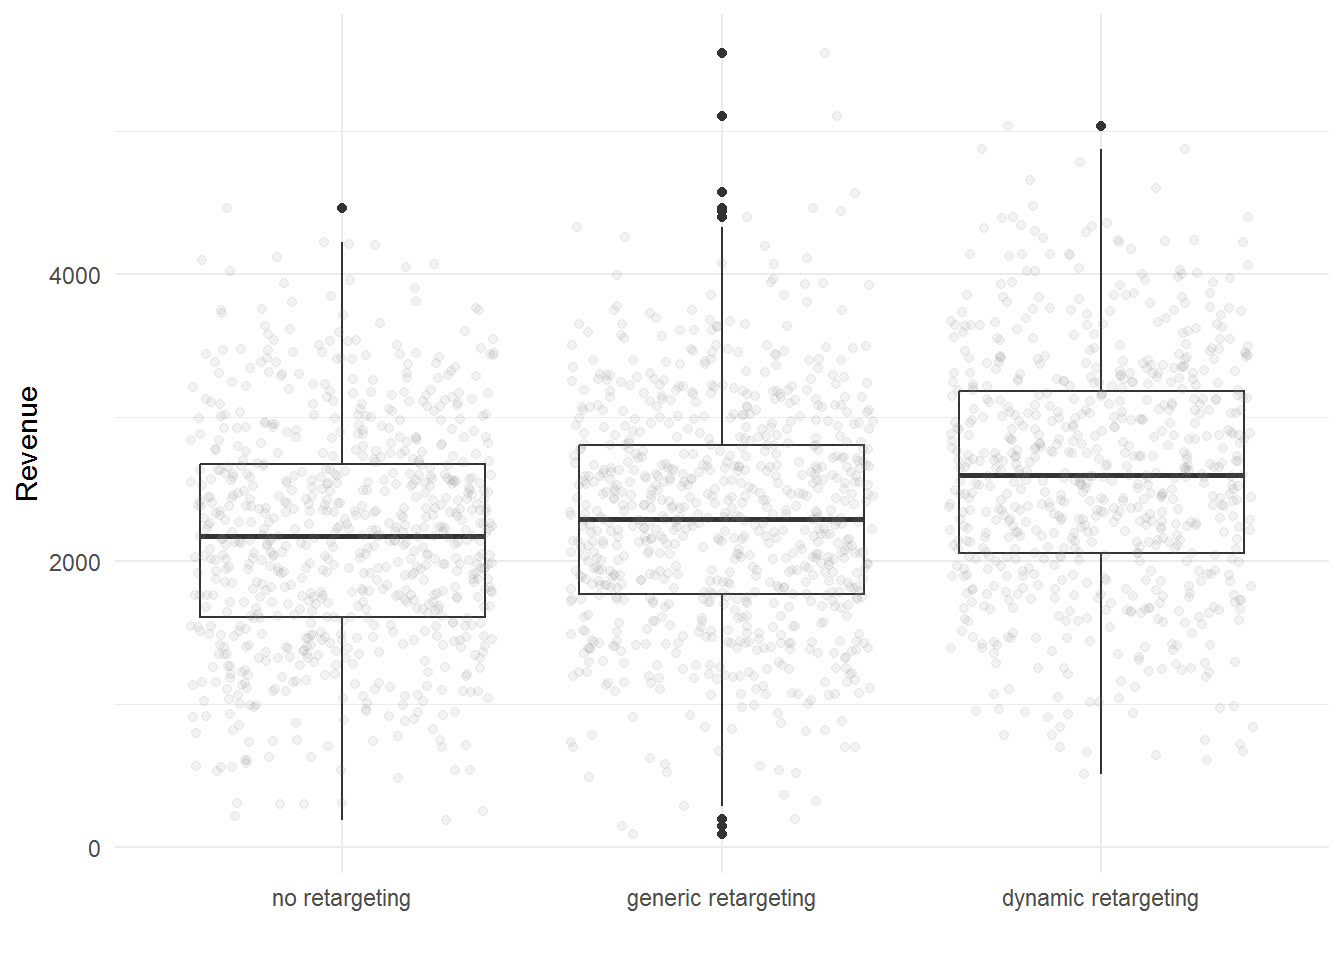 Revenue
4000
2000
0
no retargeting
generic retargeting
dynamic retargeting